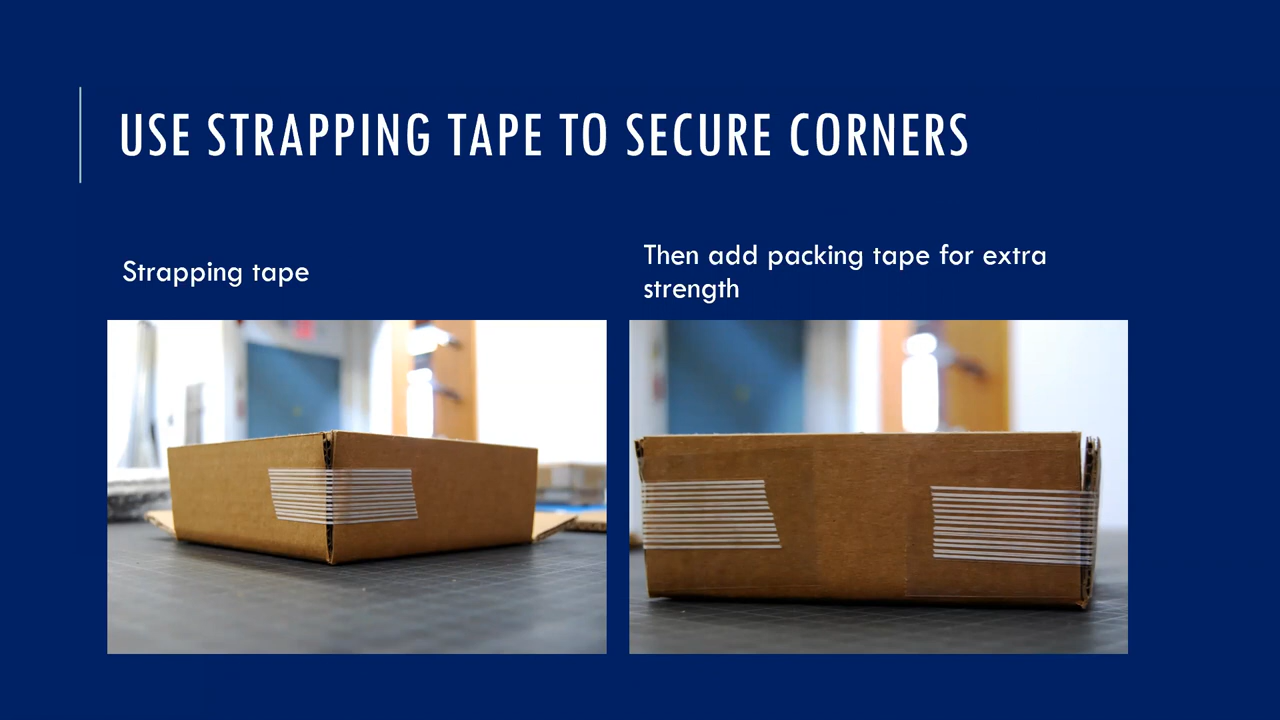 USE STRAPPING TAPE TO SECURE CORNERS
Strapping tape
Then add packing tape for extra
strength